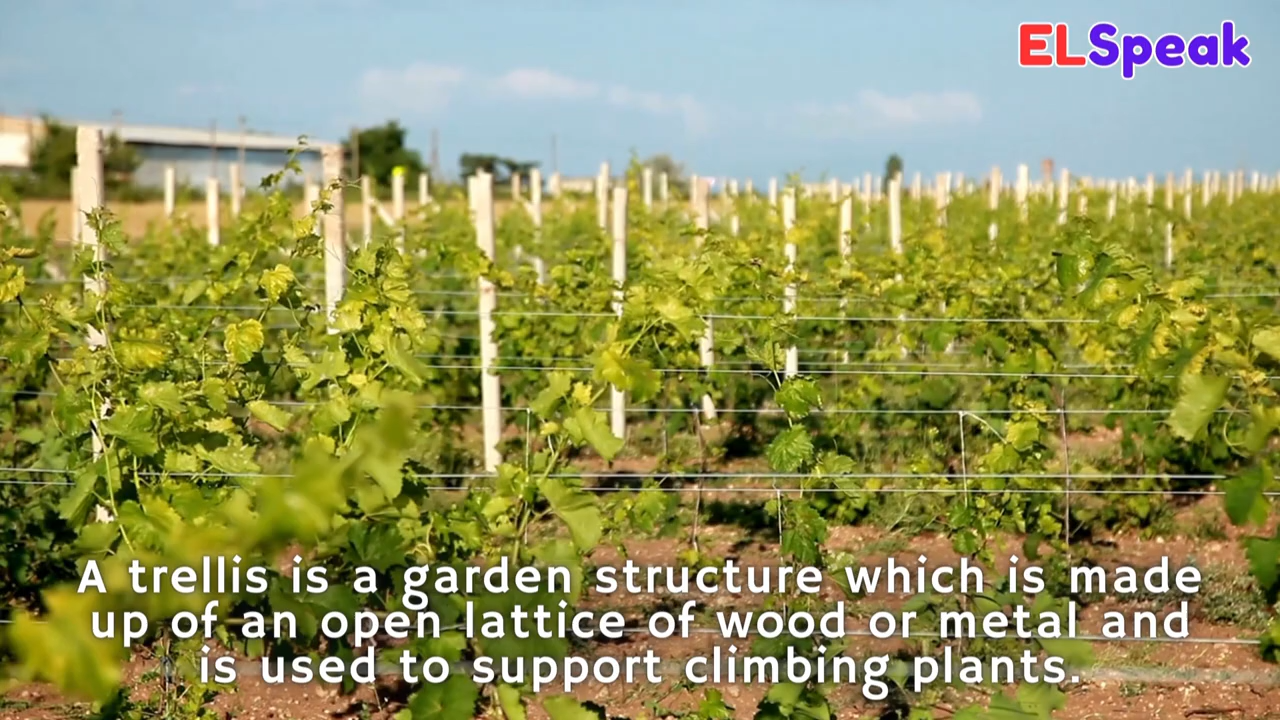 ELSpeak
A trellis is a garden structure which is made
up of an open lattice of wood or metal and
is used to support climbing plants.